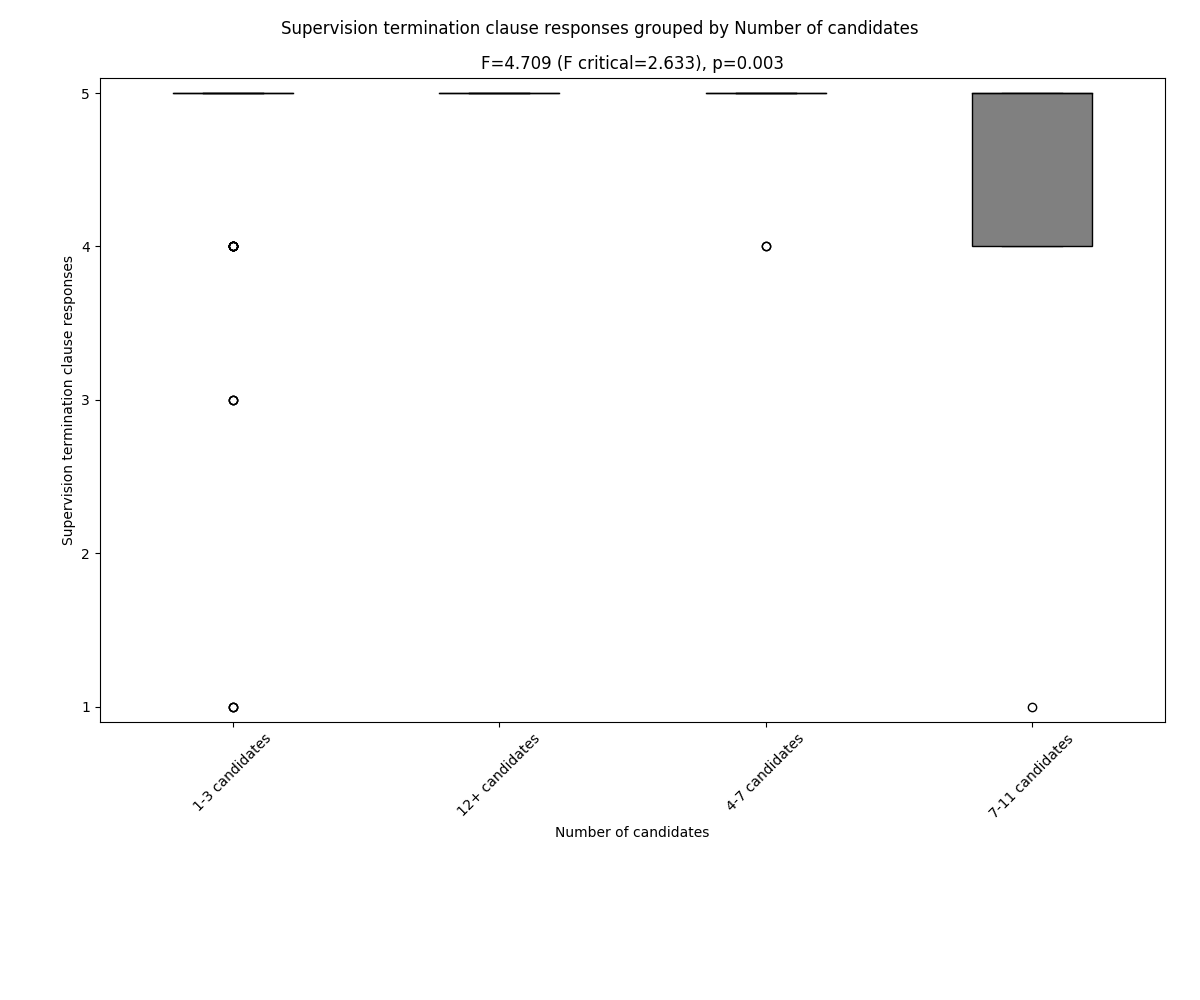 Supervision termination clause responses grouped by Number of candidates
F=4.709 (F critical=2.633), p=0.003
Supervision termination clause responses
5
4
3
2
1
1-3 candidates
12+ candidates
4-7 candidates
7-11 candidates
Number of candidates